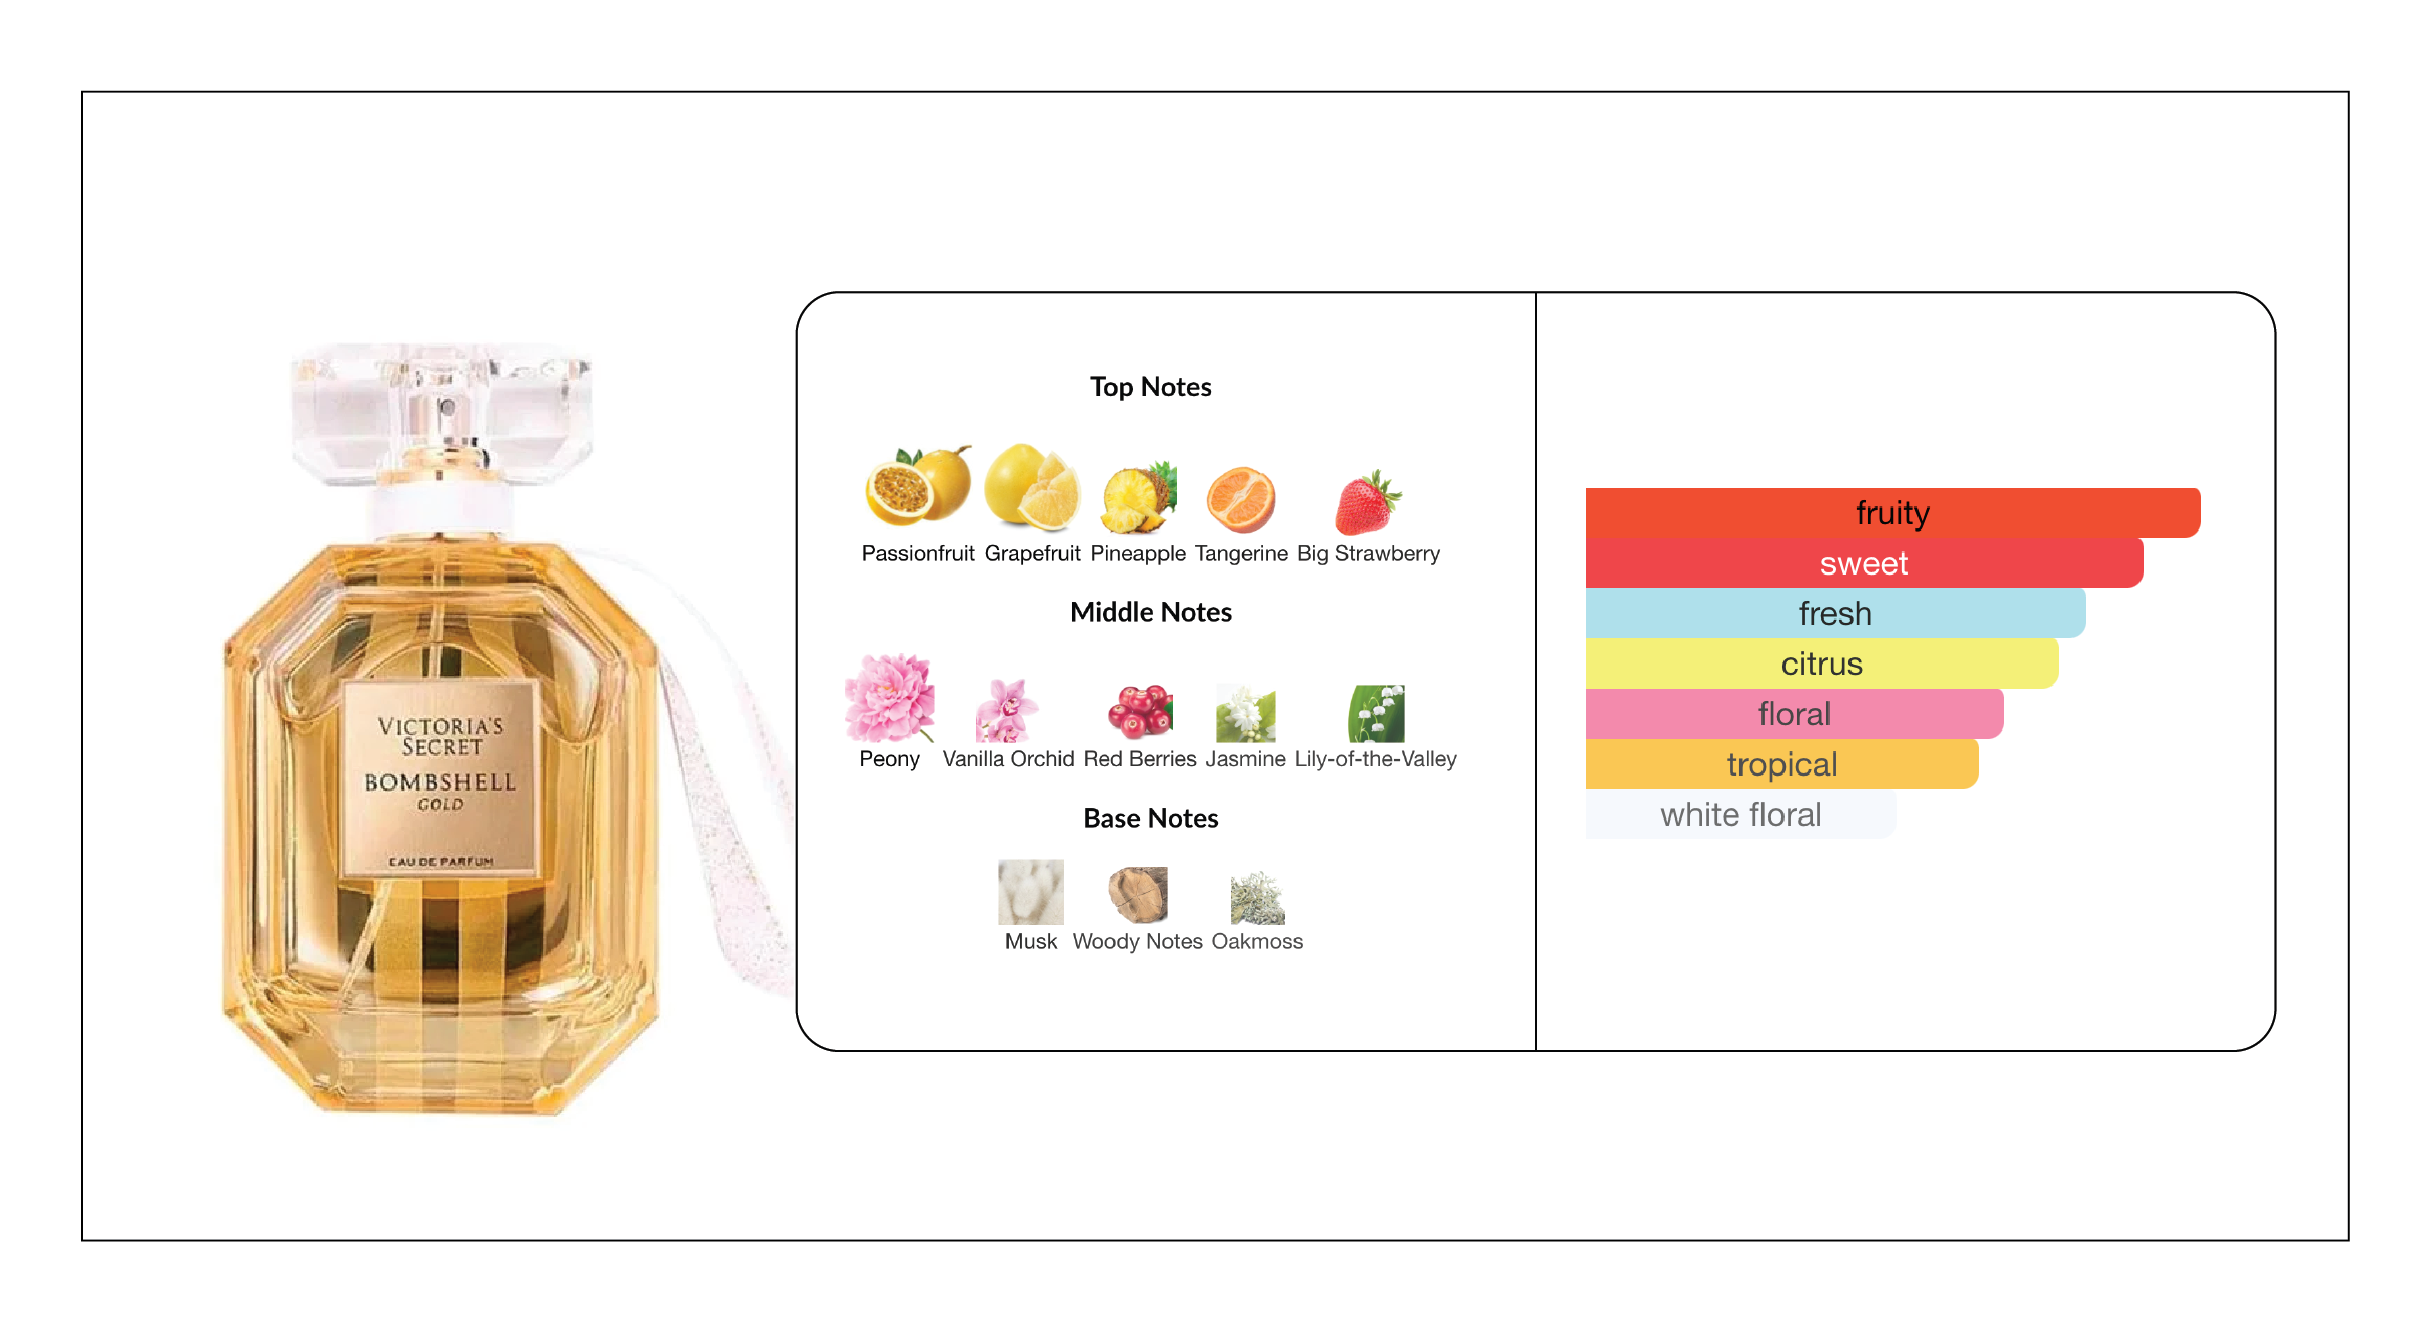 VICTORIA'S
SECRET
BOMBSHELL
GOLD
EAU DE PARFUM
Top Notes
Passionfruit Grapefruit Pineapple Tangerine Big Strawberry
Middle Notes
Peony Vanilla Orchid Red Berries Jasmine Lily-of-the-Valley
Base Notes
Musk Woody Notes Oakmoss
fruity
sweet
fresh
citrus
floral
tropical
white floral